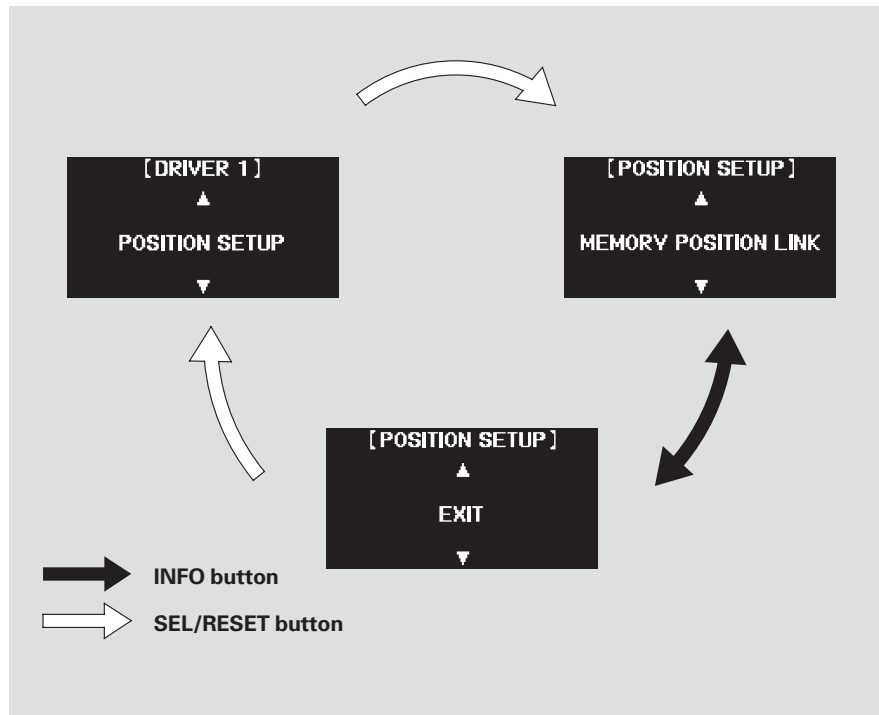 [DRIVER 1]
▲
POSITION SETUP
▼
[POSITION SETUP]
▲
MEMORY POSITION LINK
▼
[POSITION SETUP]
▲
EXIT
▼
INFO button
SEL/RESET button